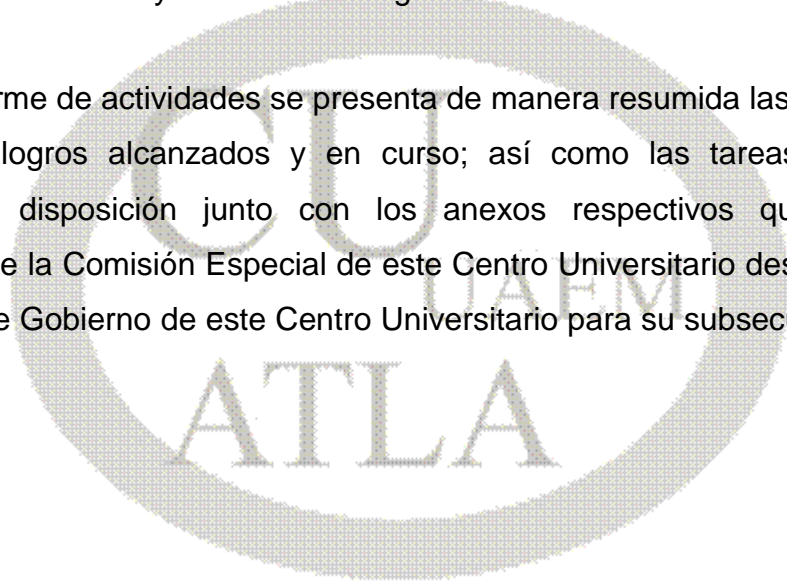 rme de actividades se presenta de manera resumida las
logros alcanzados y en curso; así como las tareas
disposición junto con los anexos respectivos qu
e la Comisión Especial de este Centro Universitario des
e Gobierno de este Centro Universitario para su subsec
CU
UAEM
ATLA